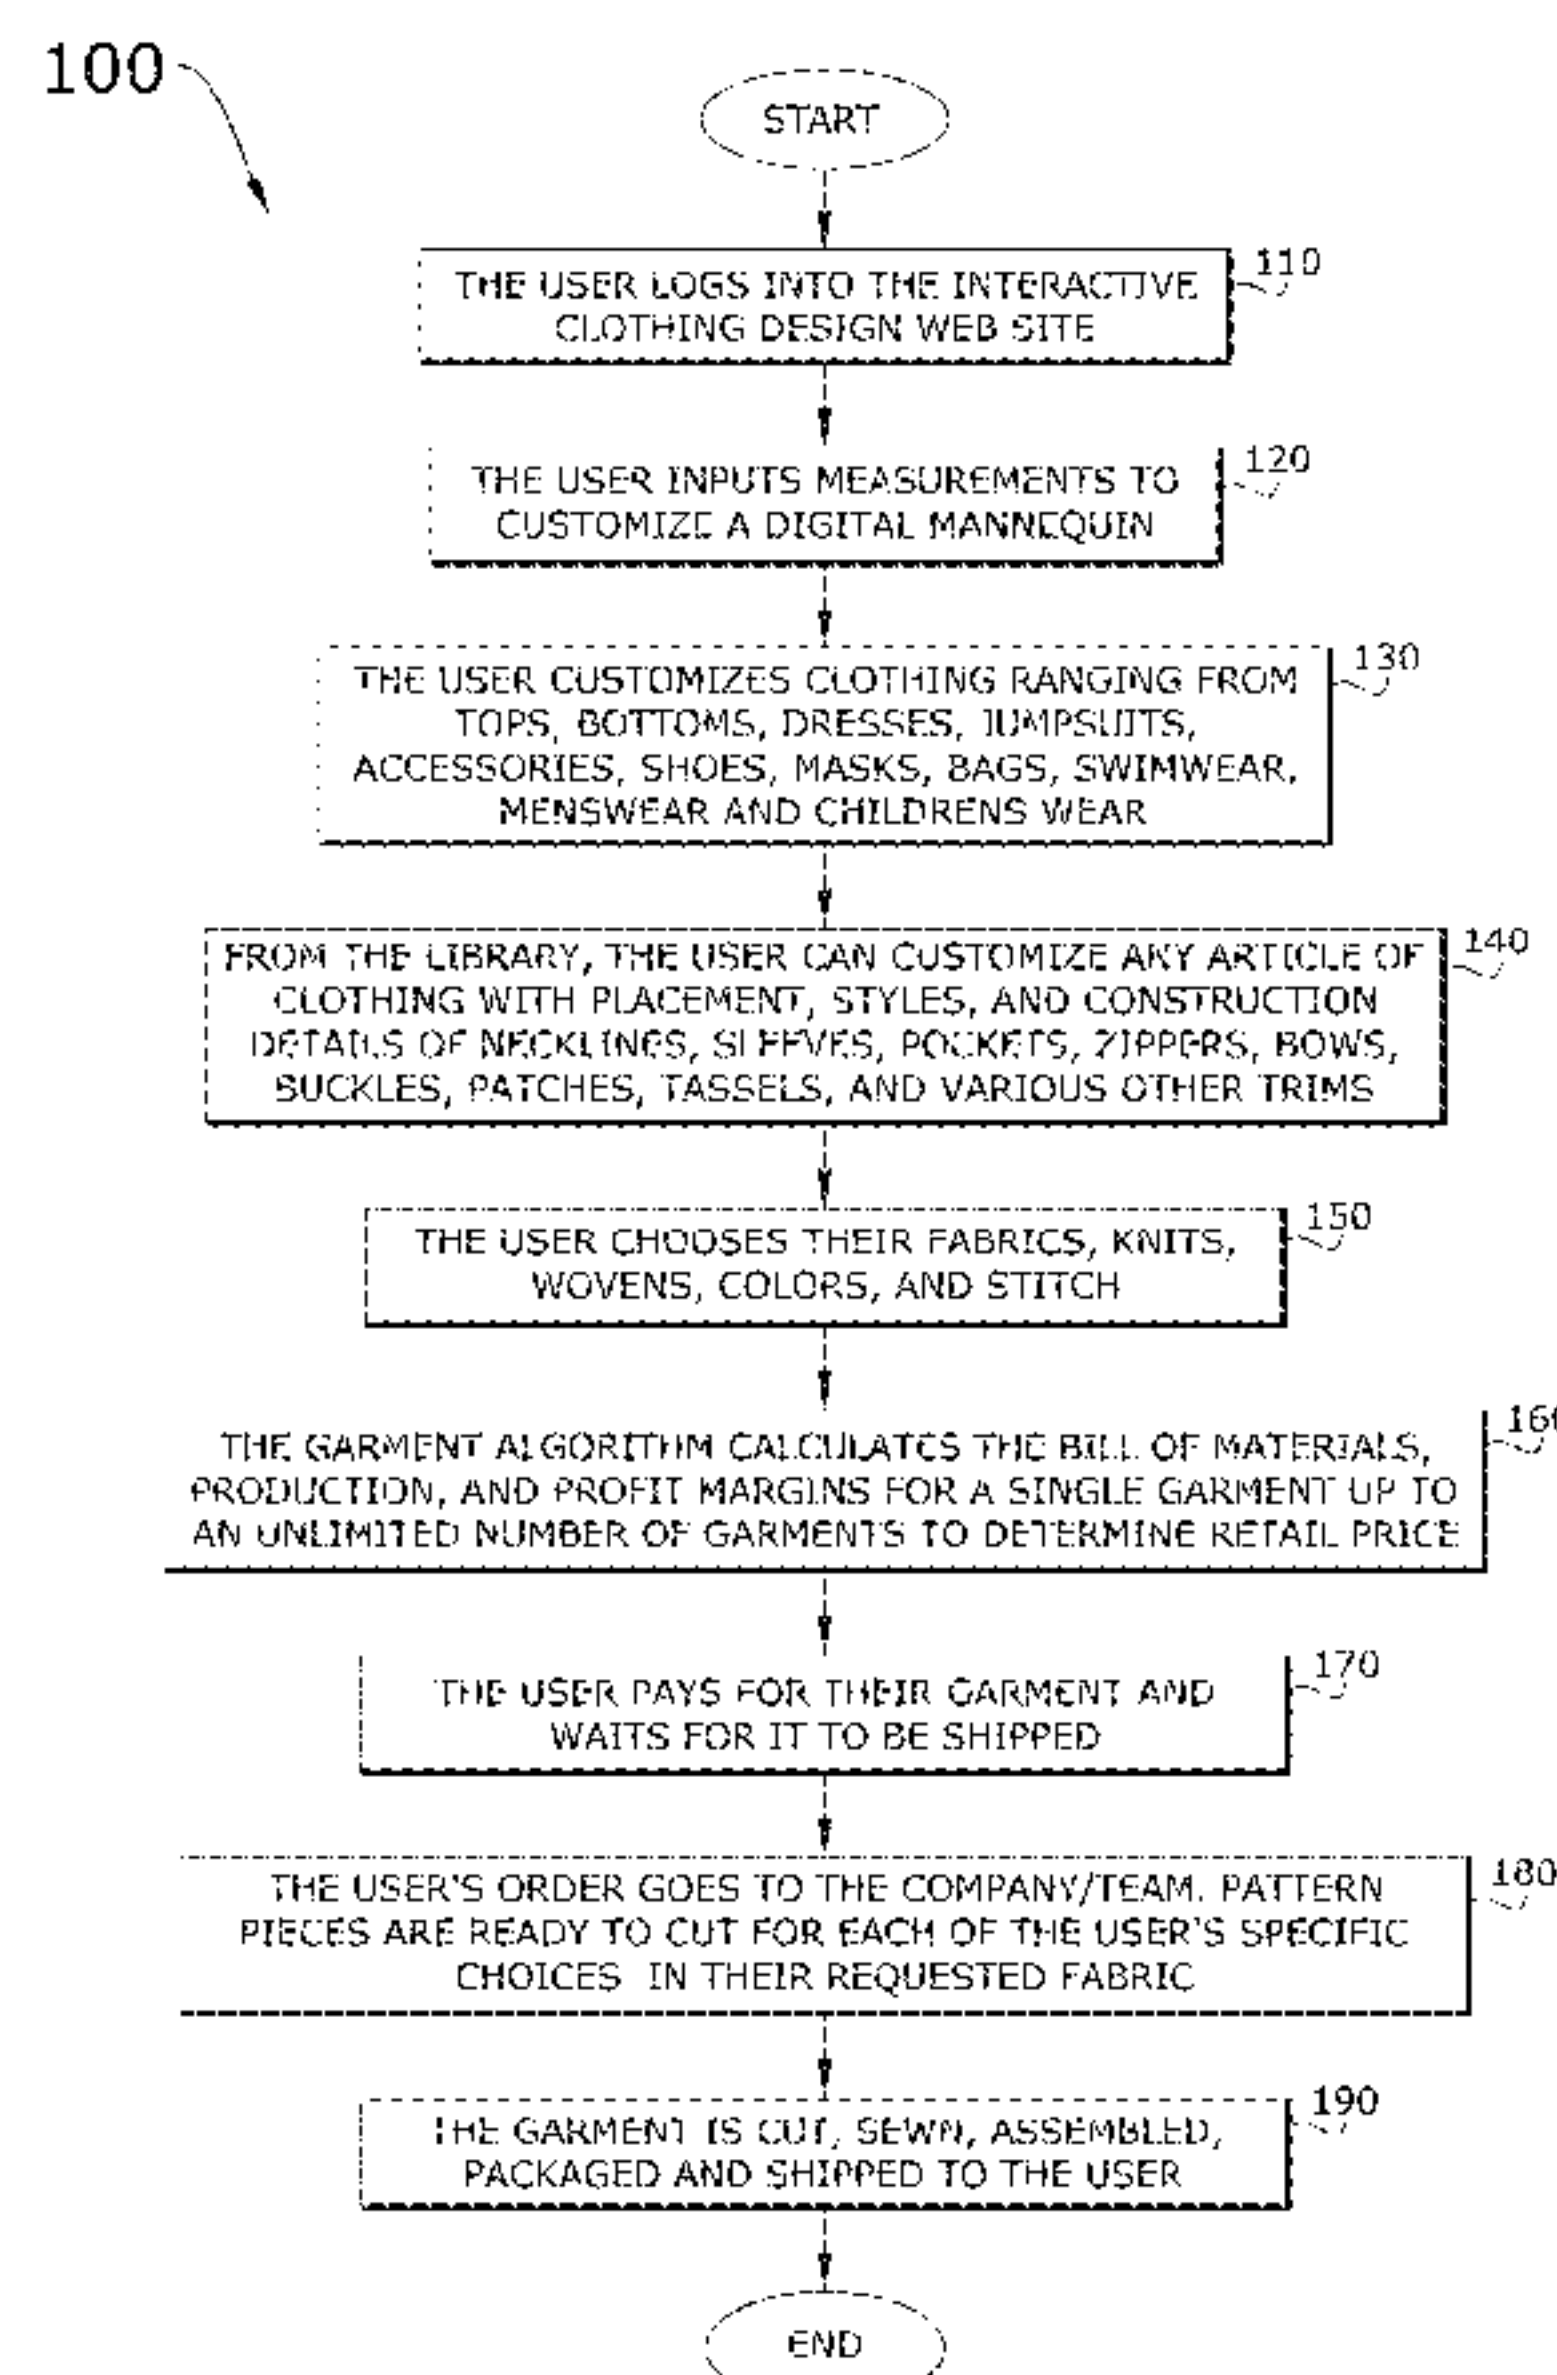 100
START
110
THE USER LOGS INTO THE INTERACTIVE
CLOTHING DESIGN WEB SITE
120
THE USER INPUTS MEASUREMENTS TO
CUSTOMIZE A DIGITAL MANNEQUIN
130
THE USER CUSTOMIZES CLOTHING RANGING FROM
TOPS, BOTTOMS, DRESSES, JUMPSUITS,
ACCESSORIES, SHOES, MASKS, BAGS, SWIMWEAR,
MENSWEAR AND CHILDRENS WEAR
140
FROM THE LIBRARY, THE USER CAN CUSTOMIZE ANY ARTICLE OF
CLOTHING WITH PLACEMENT, STYLES, AND CONSTRUCTION
DETAILS OF NECKLINES, SLEEVES, POCKETS, ZIPPERS, BOWS,
BUCKLES, PATCHES, TASSELS, AND VARIOUS OTHER TRIMS
150
THE USER CHOOSES THEIR FABRICS, KNITS,
WOVENS, COLORS, AND STITCH
160
THE GARMENT ALGORITHM CALCULATES THE BILL OF MATERIALS,
PRODUCTION, AND PROFIT MARGINS FOR A SINGLE GARMENT UP TO
AN UNLIMITED NUMBER OF GARMENTS TO DETERMINE RETAIL PRICE
170
THE USER PAYS FOR THEIR GARMENT AND
WAITS FOR IT TO BE SHIPPED
180
THE USER'S ORDER GOES TO THE COMPANY/TEAM. PATTERN
PIECES ARE READY TO CUT FOR EACH OF THE USER'S SPECIFIC
CHOICES IN THEIR REQUESTED FABRIC
190
THE GARMENT IS CUT, SEWN, ASSEMBLED,
PACKAGED AND SHIPPED TO THE USER
END